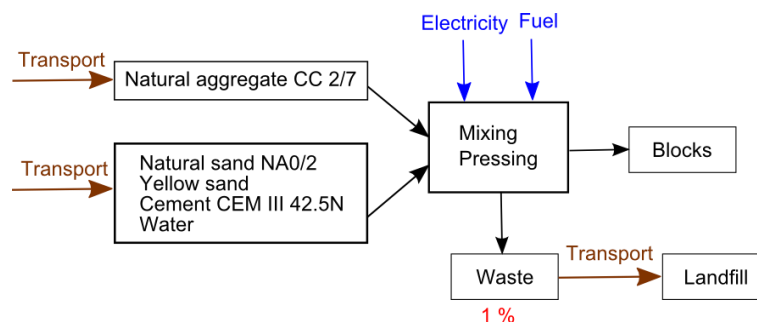 Electricity
Fuel
Transport
Natural aggregate CC 2/7
Mixing
Pressing
Blocks
Transport
Natural sand NA0/2
Yellow sand
Cement CEM III 42.5N
Water
Waste
Transport
Landfill
1 %